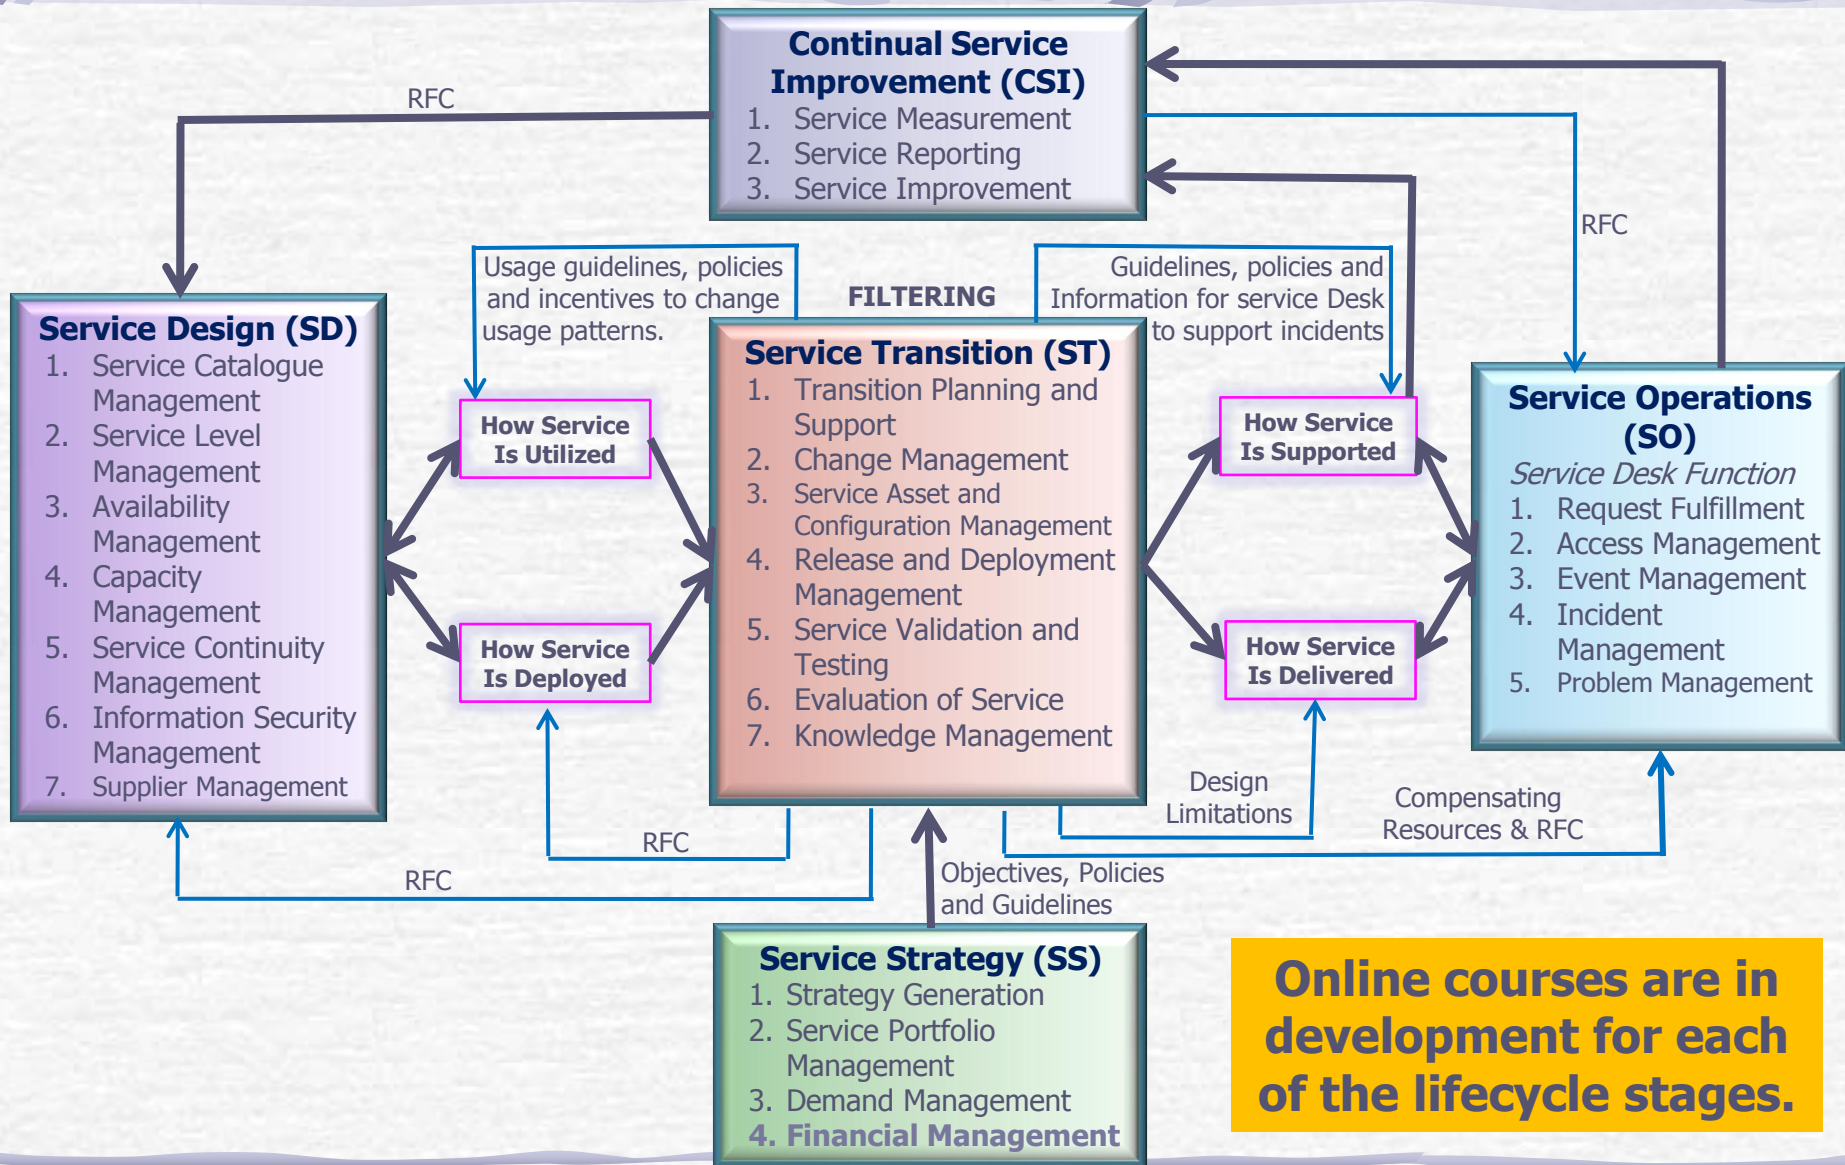 Continual Service
Improvement (CSI)
1. Service Measurement
2. Service Reporting
3. Service Improvement
RFC
RFC
Usage guidelines, policies
and incentives to change
usage patterns.
FILTERING
Guidelines, policies and
Information for service Desk
to support incidents
Service Design (SD)
1. Service Catalogue
Management
2. Service Level
Management
3. Availability
Management
4. Capacity
Management
5. Service Continuity
Management
6. Information Security
Management
7. Supplier Management
How Service
Is Utilized
How Service
Is Deployed
Service Transition (ST)
1. Transition Planning and
Support
2. Change Management
3. Service Asset and
Configuration Management
4. Release and Deployment
Management
5. Service Validation and
Testing
6. Evaluation of Service
7. Knowledge Management
How Service
Is Supported
How Service
Is Delivered
Service Operations
(SO)
Service Desk Function
1. Request Fulfillment
2. Access Management
3. Event Management
4. Incident
Management
5. Problem Management
Design
Limitations
Compensating
Resources & RFC
RFC
RFC
Objectives, Policies
and Guidelines
Service Strategy (SS)
1. Strategy Generation
2. Service Portfolio
Management
3. Demand Management
4. Financial Management
Online courses are in
development for each
of the lifecycle stages.